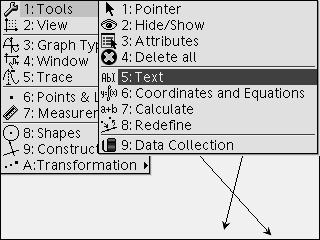 1: Tools
2: View
3: Graph Typ
4: Window
5: Trace
6: Points & L
7: Measurer
8: Shapes
9: Construct
A: Transformation
1: Pointer
2: Hide/Show
3: Attributes
4: Delete all
5: Text
6: Coordinates and Equations
7: Calculate
8: Redefine
9: Data Collection